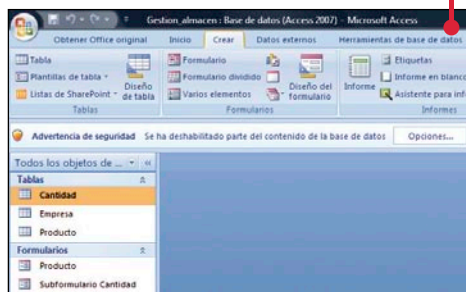 Gestion_almacen : Base de datos (Access 2007) - Microsoft Access
Obtener Office original Inicio Crear Datos externos Herramientas de base de datos
Tabla
Plantillas de tabla
Listas de SharePoint
Diseño de tabla
Tablas
Formulario
Formulario dividido
Varios elementos
Diseño del formulario
Formularios
Informe
Etiquetas
Informe en blanco
Asistente para inf
Informes
Advertencia de seguridad Se ha deshabilitado parte del contenido de la base de datos Opciones...
Todos los objetos de ...
Tablas
Cantidad
Empresa
Producto
Formularios
Producto
Subformulario Cantidad